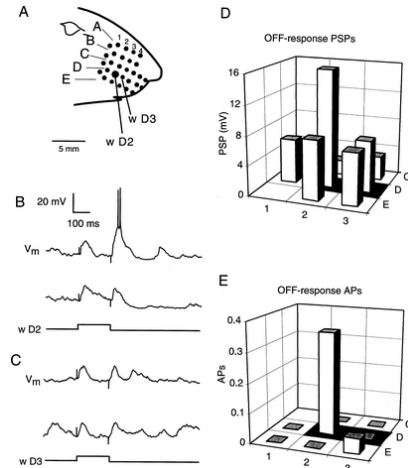 A
A
B
C
D
E
1 2 3 4
w D3
w D2
5 mm
B
20 mV
100 ms
Vm
w D2
C
Vm
w D3
D
OFF-response PSPs
PSP (mV)
16
12
8
4
0
1
2
3
C
D
E
E
OFF-response APs
APs
0.4
0.3
0.2
0.1
0
1
2
3
C
D
E